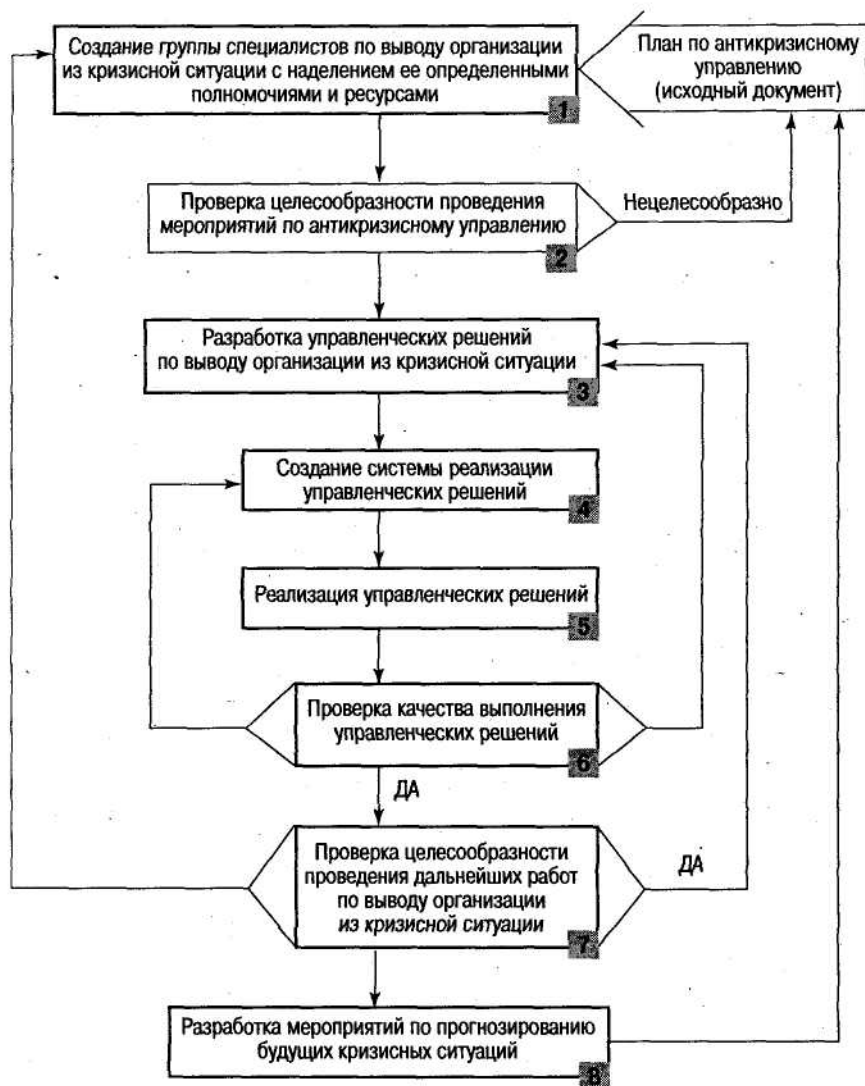 Создание группы специалистов по выводу организации
из кризисной ситуации с наделением ее определенными
полномочиями и ресурсами
1
План по антикризисному
управлению
(исходный документ)
Проверка целесообразности проведения
мероприятий по антикризисному управлению
2
Нецелесообразно
Разработка управленческих решений
по выводу организации из кризисной ситуации
3
Создание системы реализации
управленческих решений
4
Реализация управленческих решений
5
Проверка качества выполнения
управленческих решений
6
ДА
Проверка целесообразности
проведения дальнейших работ
по выводу организации
из кризисной ситуации
7
ДА
Разработка мероприятий по прогнозированию
будущих кризисных ситуаций
8